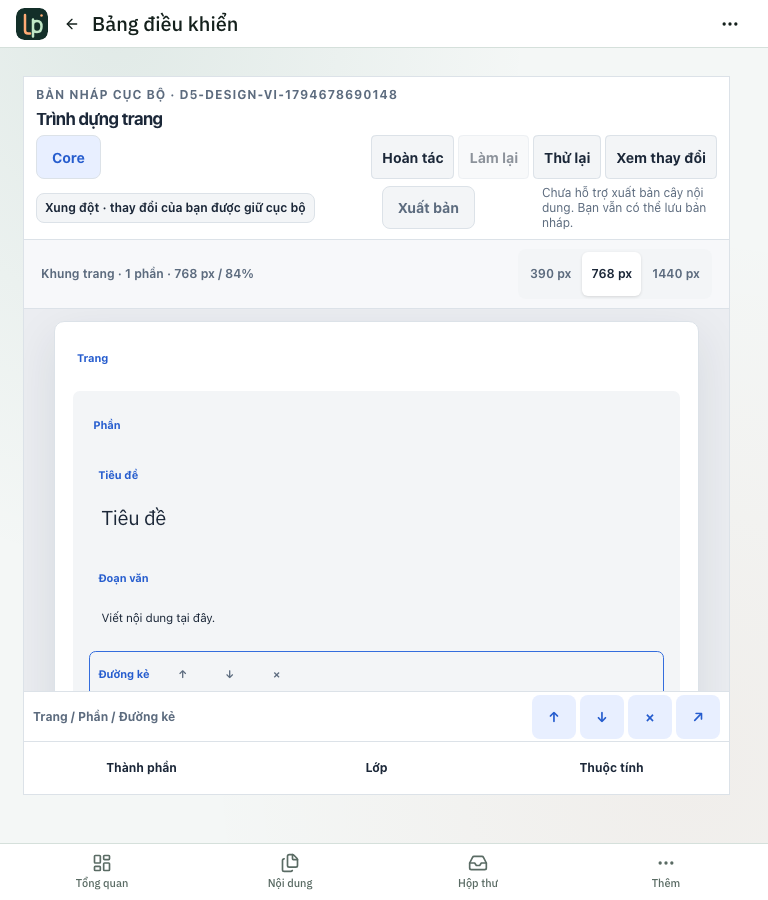 lp
Bảng điều khiển
BẢN NHÁP CỤC BỘ · D5-DESIGN-VI-1794678690148
Trình dựng trang
Core
Hoàn tác
Làm lại
Thử lại
Xem thay đổi
Xung đột · thay đổi của bạn được giữ cục bộ
Xuất bản
Chưa hỗ trợ xuất bản cây nội
dung. Bạn vẫn có thể lưu bản
nháp.
Khung trang · 1 phần · 768 px / 84%
390 px
768 px
1440 px
Trang
Phần
Tiêu đề
Tiêu đề
Đoạn văn
Viết nội dung tại đây.
Đường kẻ ↑ ↓ ×
Trang / Phần / Đường kẻ
↑ ↓ × ↗
Thành phần
Lớp
Thuộc tính
Tổng quan
Nội dung
Hộp thư
Thêm